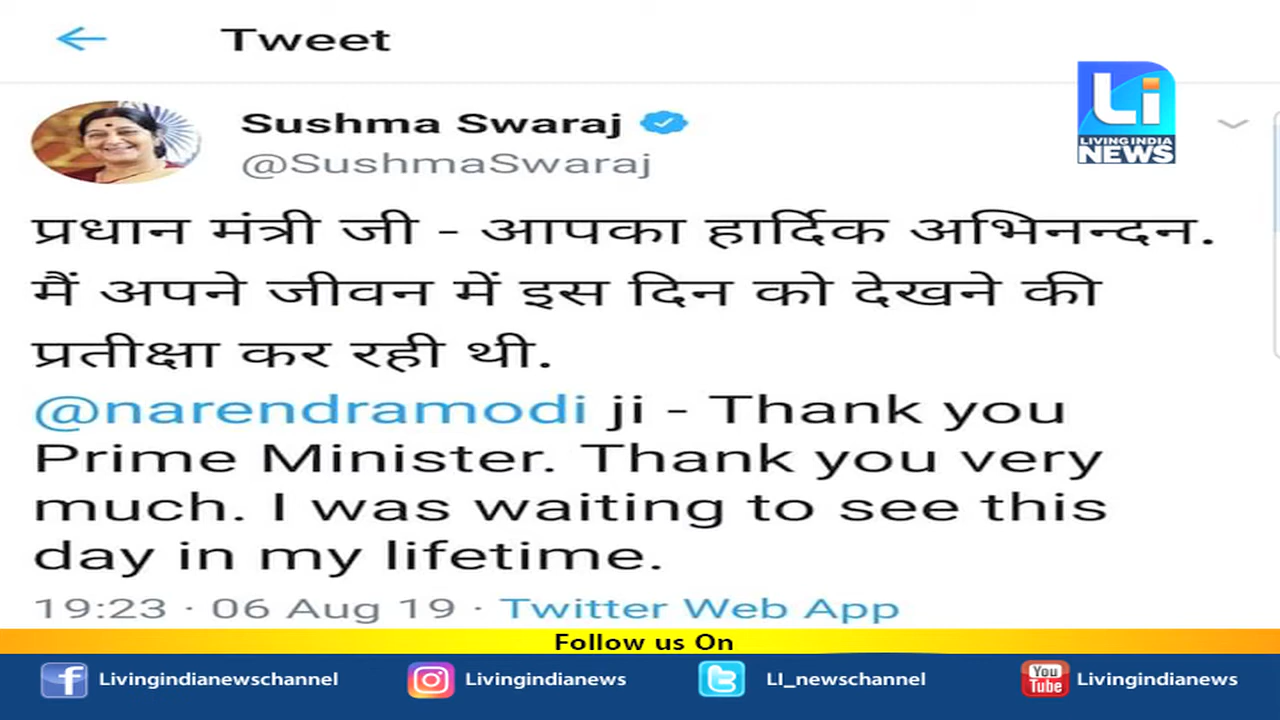 Tweet
Sushma Swaraj
@SushmaSwaraj
Li
LIVING INDIA
NEWS
प्रधान मंत्री जी - आपका हार्दिक अभिनन्दन.
मैं अपने जीवन में इस दिन को देखने की
प्रतीक्षा कर रही थी.
@narendramodi ji - Thank you
Prime Minister. Thank you very
much. I was waiting to see this
day in my lifetime.
19:23 · 06 Aug 19 · Twitter Web App
Follow us On
Livingindianewschannel
Livingindianews
LI_newschannel
You
Tube
Livingindianews